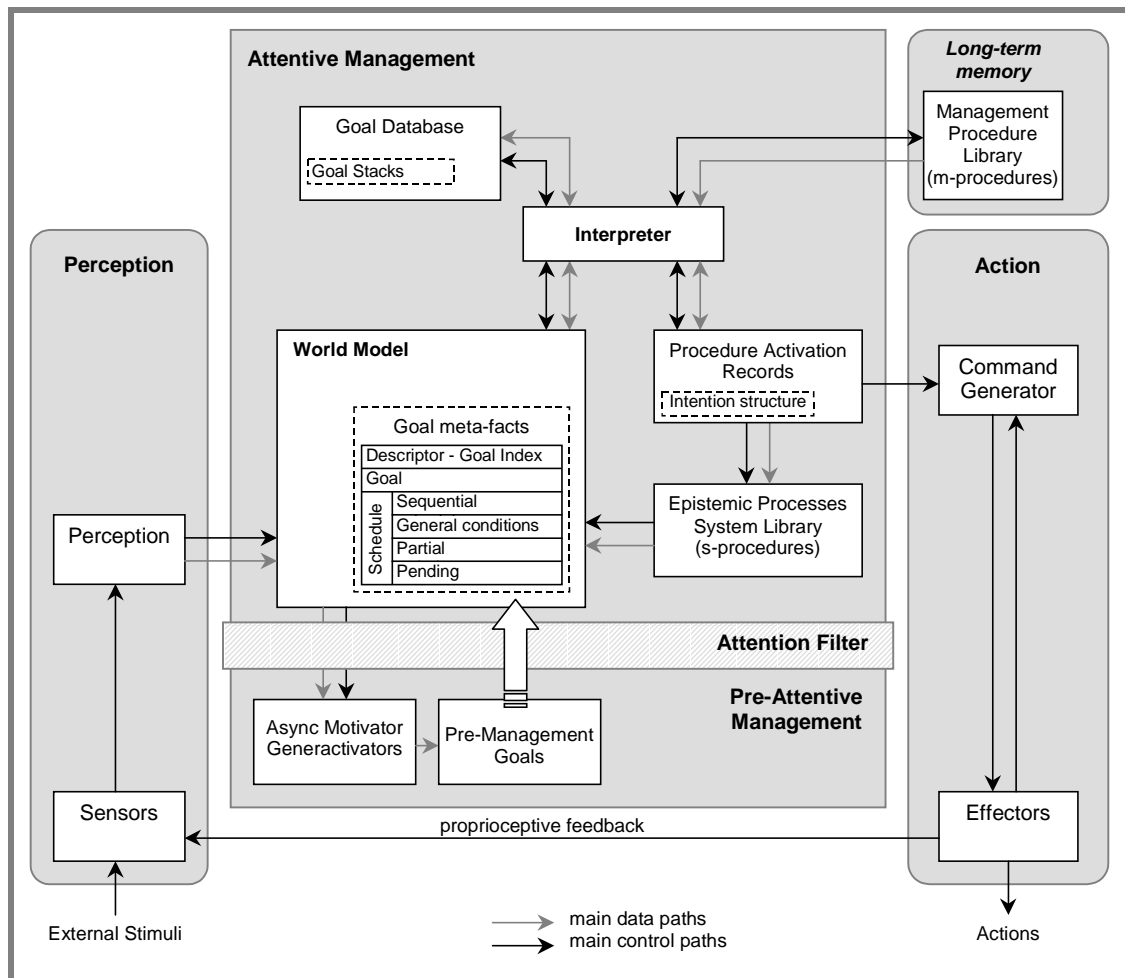 Attentive Management
Long-term
memory
Management
Procedure
Library
(m-procedures)
Goal Database
Goal Stacks
Interpreter
Perception
Action
World Model
Procedure Activation
Records
Intention structure
Command
Generator
Goal meta-facts
Descriptor - Goal Index
Goal
Schedule
Sequential
General conditions
Partial
Pending
Epistemic Processes
System Library
(s-procedures)
Perception
Attention Filter
Pre-Attentive
Management
Async Motivator
Generactivators
Pre-Management
Goals
Sensors
Effectors
proprioceptive feedback
External Stimuli
main data paths
main control paths
Actions